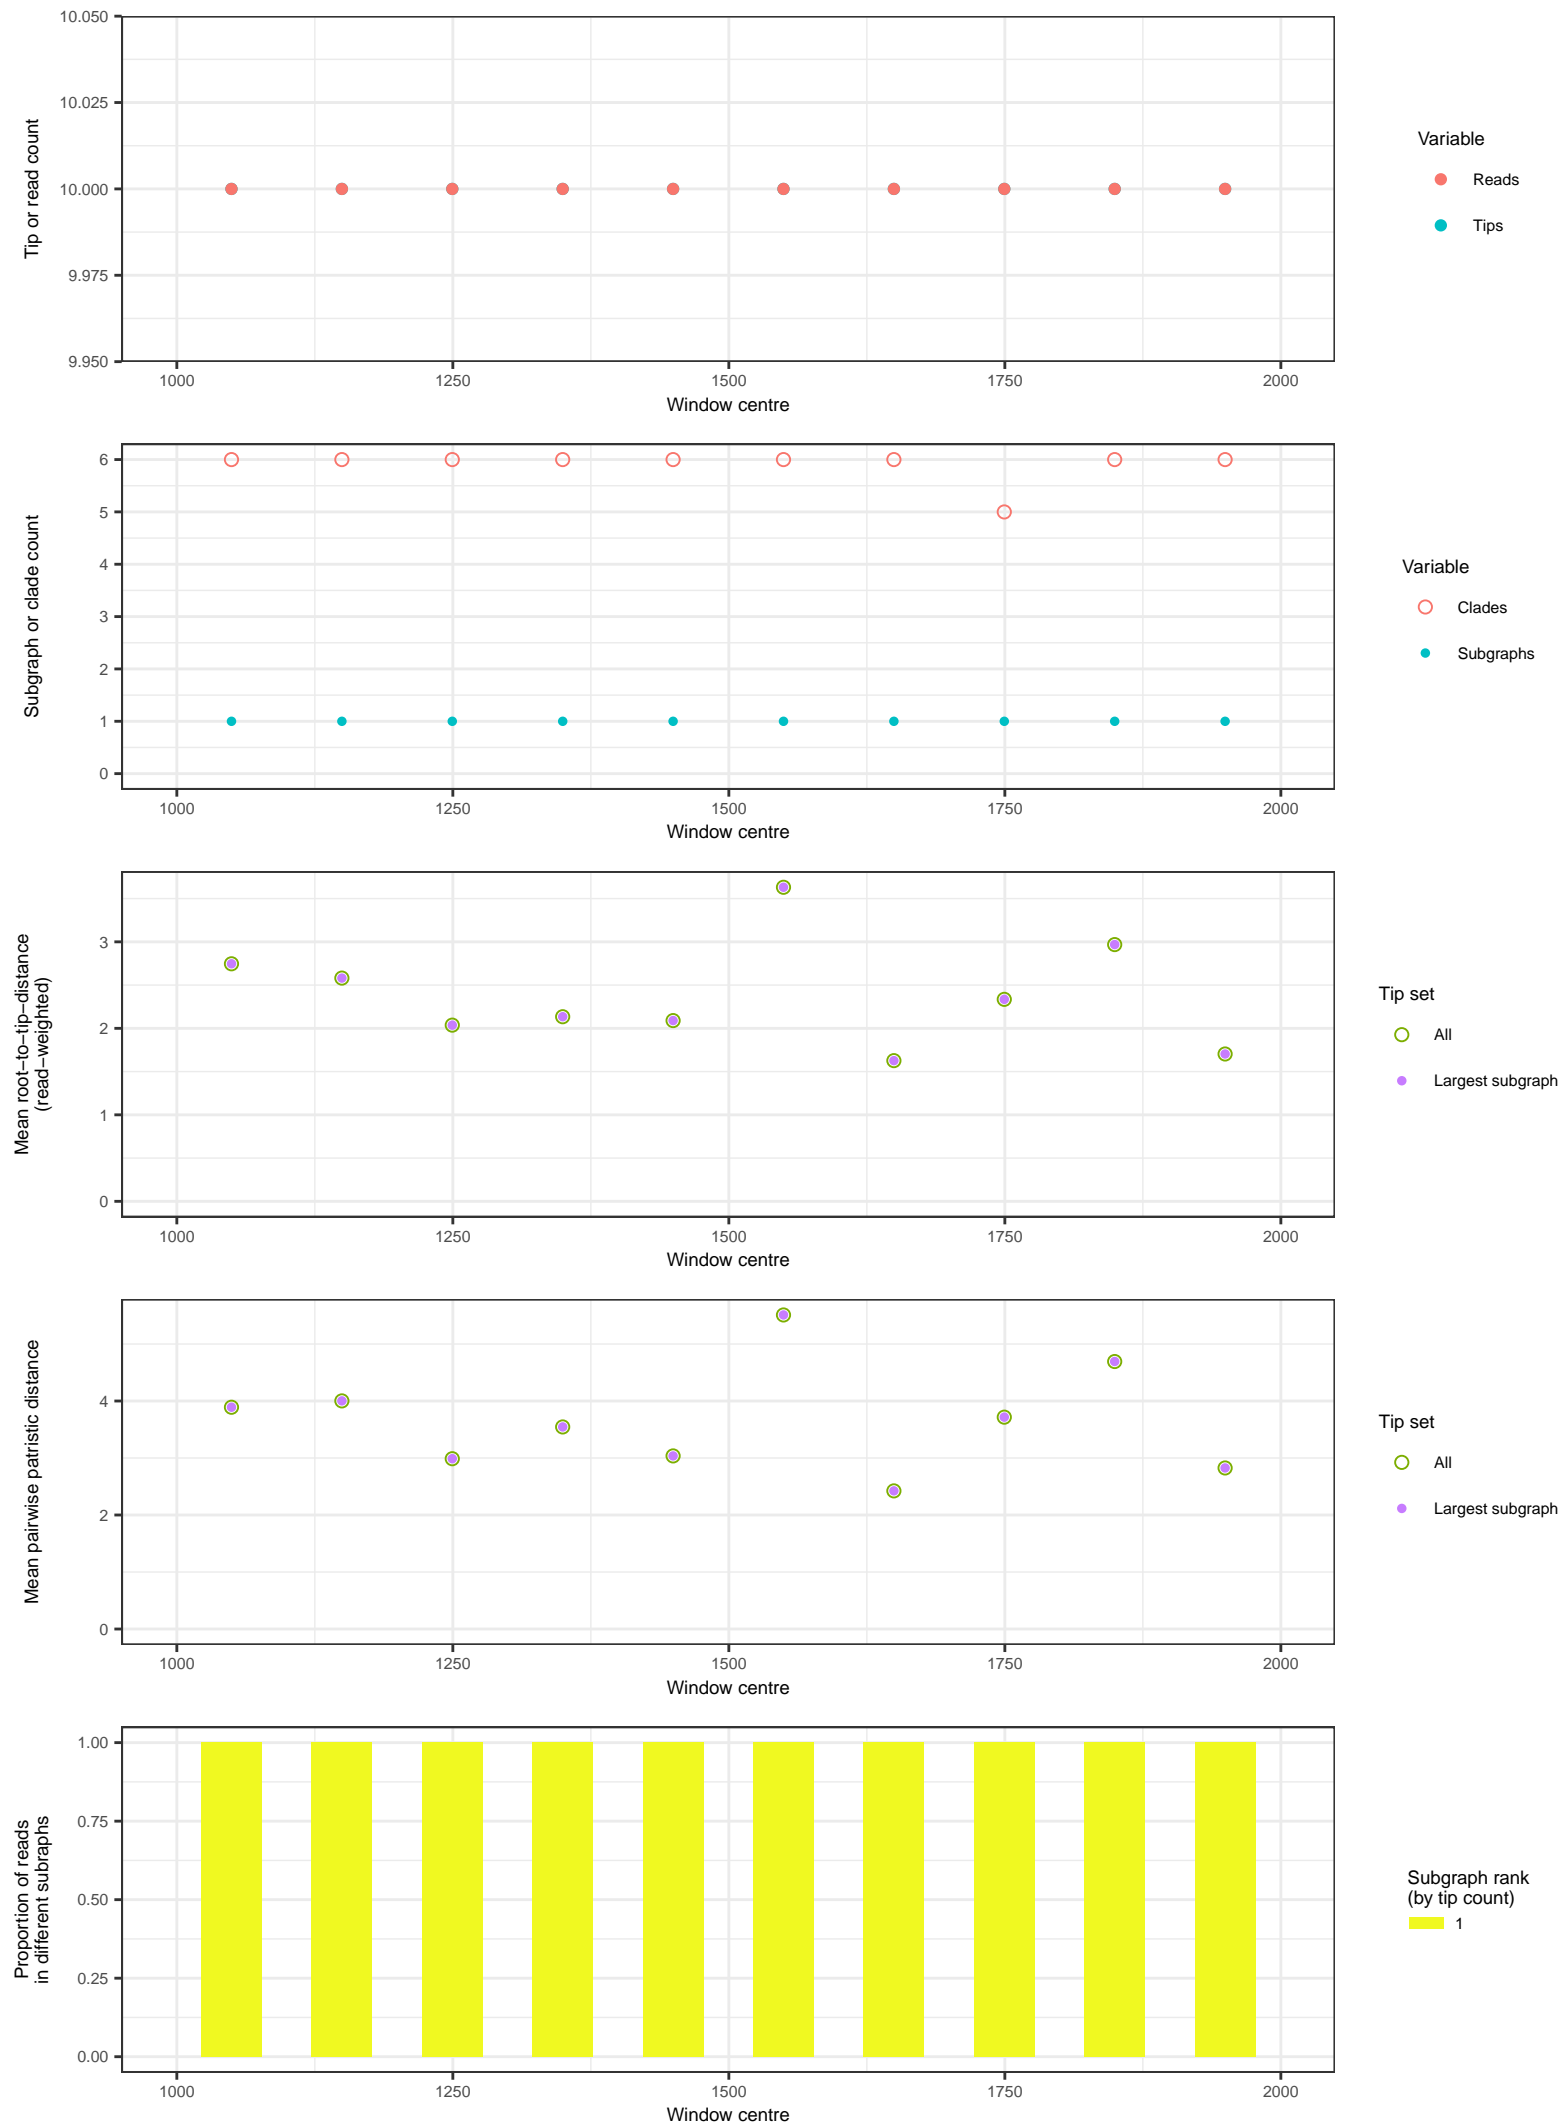 10.050
10.025
10.000
9.975
9.950
Tip or read count
1000 1250 1500 1750 2000
Window centre
Variable
Reads
Tips
6
5
4
3
2
1
0
Subgraph or clade count
1000 1250 1500 1750 2000
Window centre
Variable
Clades
Subgraphs
3
2
1
0
Mean root−to−tip−distance
(read−weighted)
1000 1250 1500 1750 2000
Window centre
Tip set
All
Largest subgraph
4
2
0
Mean pairwise patristic distance
1000 1250 1500 1750 2000
Window centre
Tip set
All
Largest subgraph
1.00
0.75
0.50
0.25
0.00
Proportion of reads
in different subraphs
1000 1250 1500 1750 2000
Window centre
Subgraph rank
(by tip count)
1